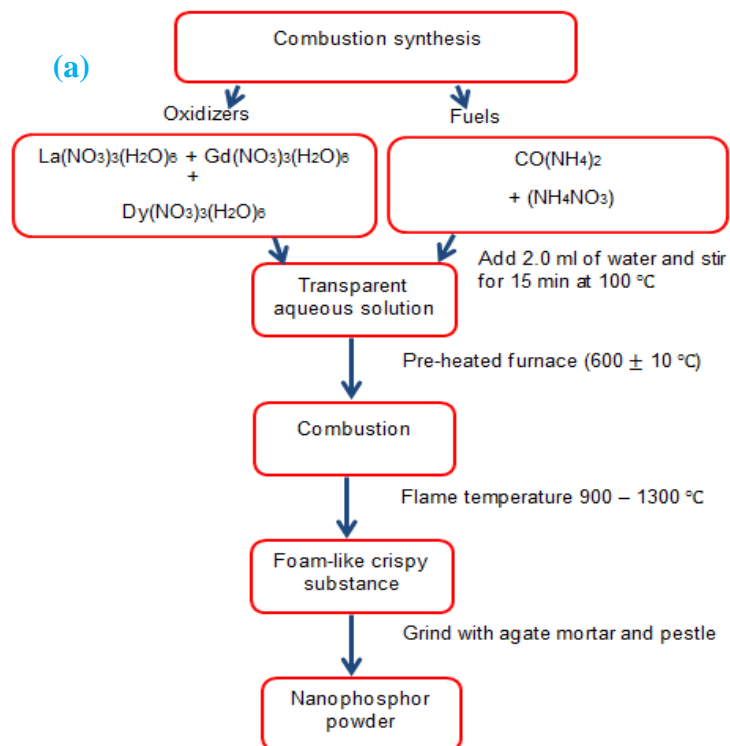 Combustion synthesis
(a)
Oxidizers
Fuels
La(NO3)3(H2O)6 + Gd(NO3)3(H2O)6
+
Dy(NO3)3(H2O)6
CO(NH4)2
+ (NH4NO3)
Add 2.0 ml of water and stir
for 15 min at 100 °C
Transparent
aqueous solution
Pre-heated furnace (600 ± 10 °C)
Combustion
Flame temperature 900 – 1300 °C
Foam-like crispy
substance
Grind with agate mortar and pestle
Nanophosphor
powder